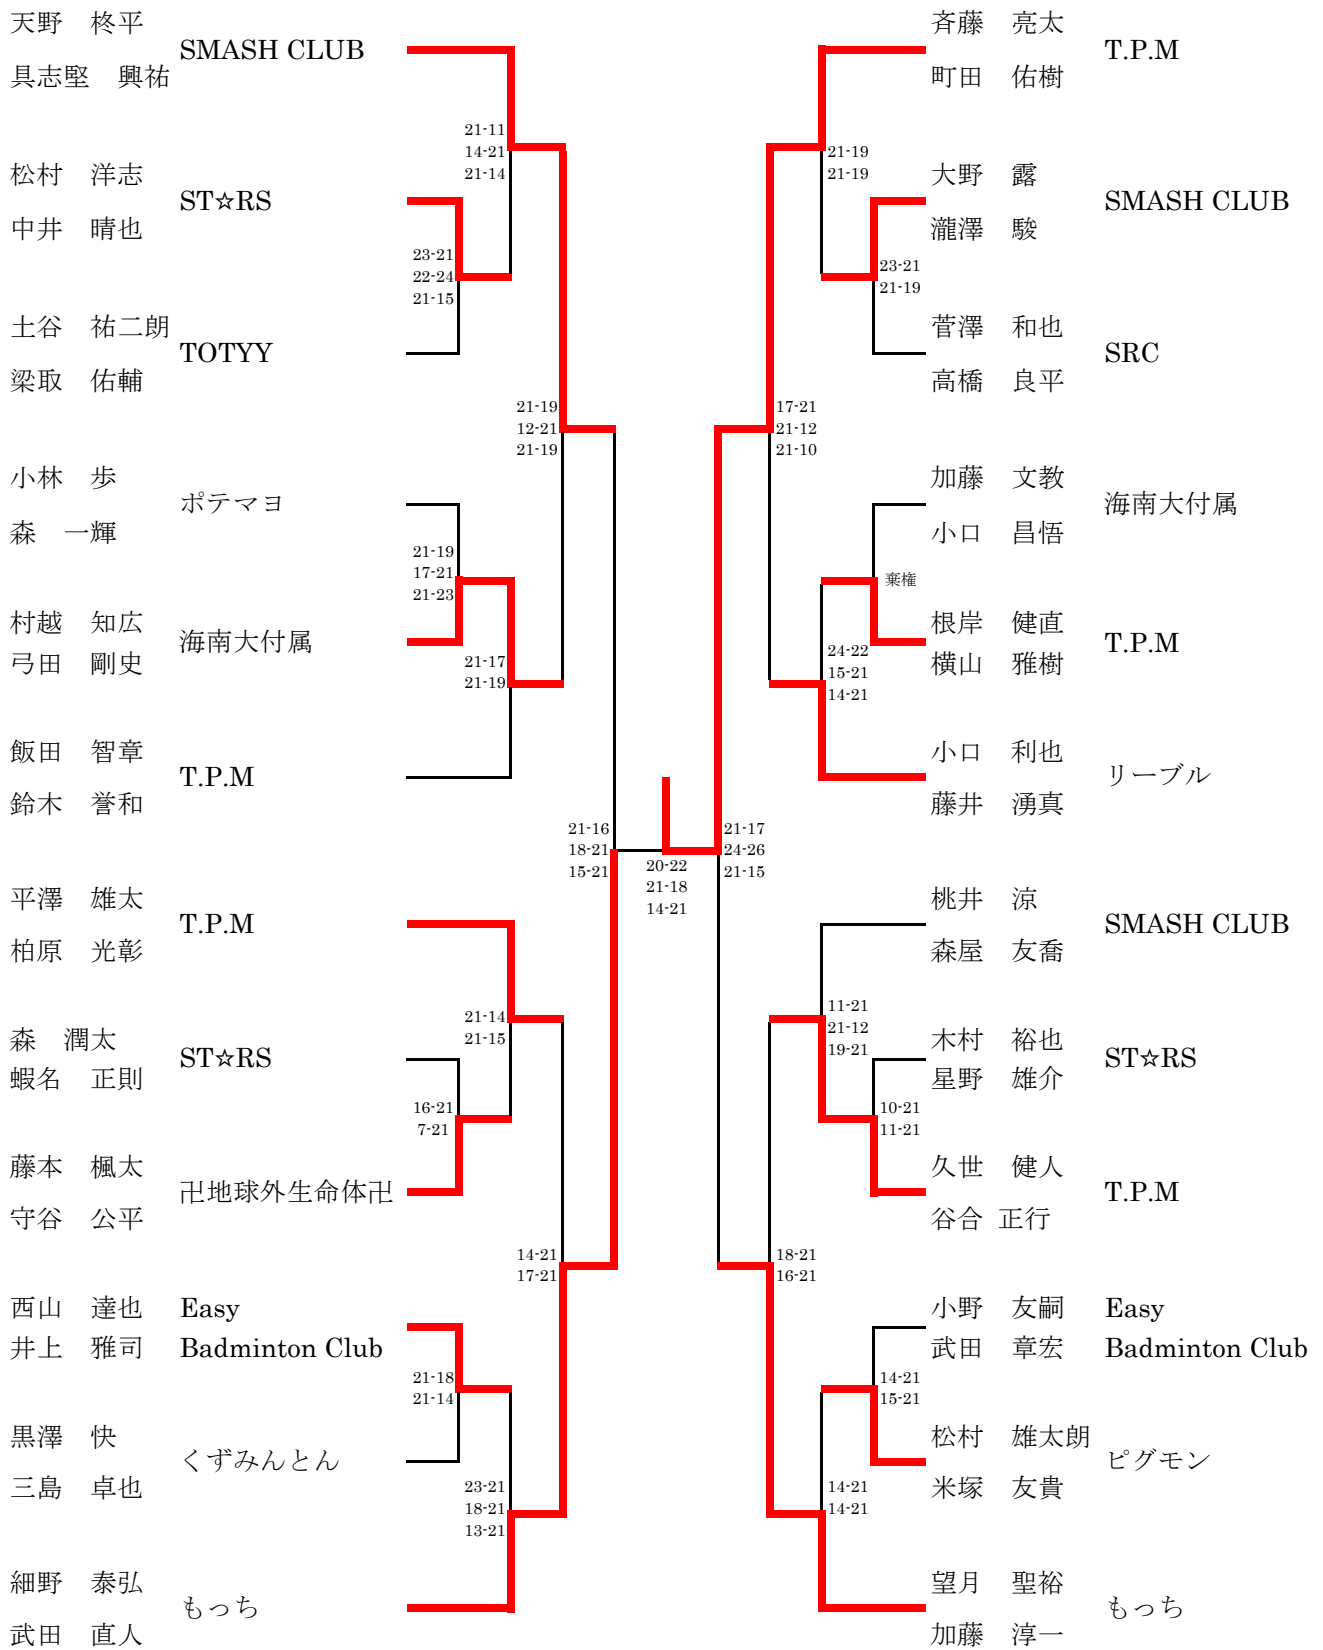 天野　柊平
SMASH CLUB
具志堅　興祐
松村　洋志
ST☆RS
中井　晴也
土谷　祐二朗
TOTYY
梁取　佑輔
小林　歩
ポテマヨ
森　一輝
村越　知広
海南大付属
弓田　剛史
飯田　智章
T.P.M
鈴木　誉和
平澤　雄太
T.P.M
柏原　光彰
森　潤太
ST☆RS
蝦名　正則
藤本　楓太
卍地球外生命体卍
守谷　公平
西山　達也　Easy
井上　雅司　Badminton Club
黒澤　快
くずみんとん
三島　卓也
細野　泰弘
もっち
武田　直人
21-11
14-21
21-14
23-21
22-24
21-15
21-19
12-21
21-19
21-19
17-21
21-23
21-17
21-19
21-16
18-21
15-21
21-14
21-15
16-21
7-21
14-21
17-21
21-18
21-14
23-21
18-21
13-21
20-22
21-18
14-21
21-19
21-19
23-21
21-19
17-21
21-12
21-10
棄権
24-22
15-21
14-21
21-17
24-26
21-15
11-21
21-12
19-21
10-21
11-21
18-21
16-21
14-21
15-21
14-21
14-21
斉藤　亮太
T.P.M
町田　佑樹
大野　露
SMASH CLUB
瀧澤　駿
菅澤　和也
SRC
高橋　良平
加藤　文教
海南大付属
小口　昌悟
根岸　健直
T.P.M
横山　雅樹
小口　利也
リーブル
藤井　湧真
桃井　涼
SMASH CLUB
森屋　友喬
木村　裕也
ST☆RS
星野　雄介
久世　健人
T.P.M
谷合 正行
小野　友嗣　Easy
武田　章宏　Badminton Club
松村　雄太朗
ピグモン
米塚　友貴
望月　聖裕
もっち
加藤　淳一